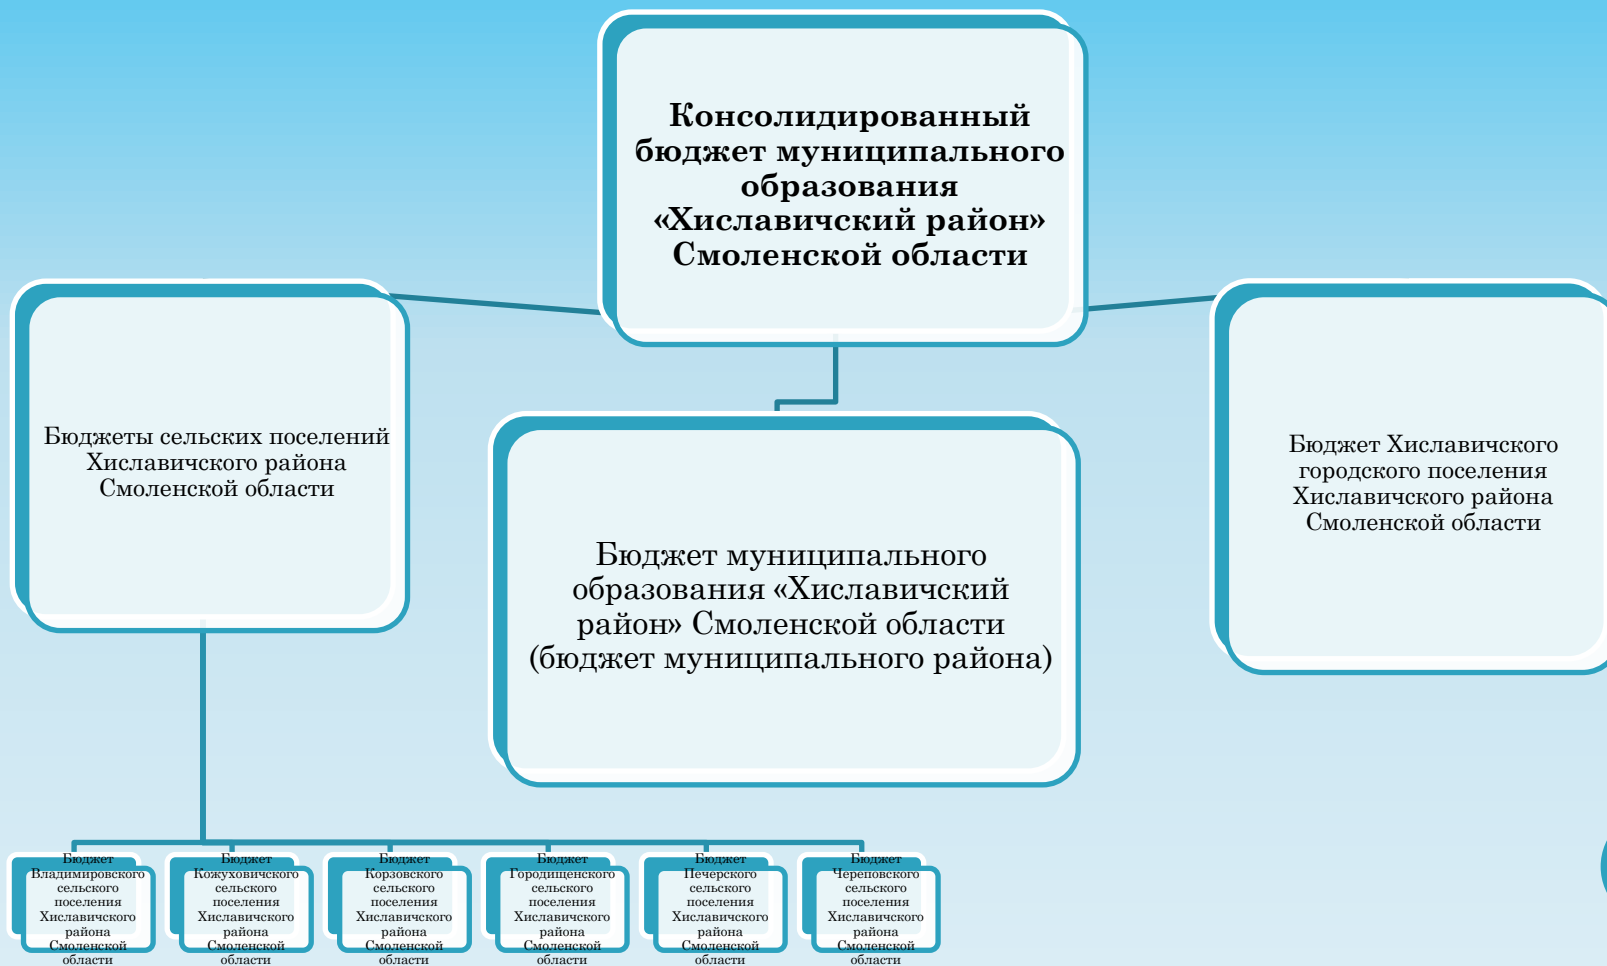 Консолидированный
бюджет муниципального
образования
«Хиславичский район»
Смоленской области
Бюджеты сельских поселений
Хиславичского района
Смоленской области
Бюджет муниципального
образования «Хиславичский
район» Смоленской области
(бюджет муниципального района)
Бюджет Хиславичского
городского поселения
Хиславичского района
Смоленской области
Бюджет
Владимировского
сельского
поселения
Хиславичского
района
Смоленской
области
Бюджет
Кожуховичского
сельского
поселения
Хиславичского
района
Смоленской
области
Бюджет
Корзовского
сельского
поселения
Хиславичского
района
Смоленской
области
Бюджет
Городищенского
сельского
поселения
Хиславичского
района
Смоленской
области
Бюджет
Печерского
сельского
поселения
Хиславичского
района
Смоленской
области
Бюджет
Череповского
сельского
поселения
Хиславичского
района
Смоленской
области